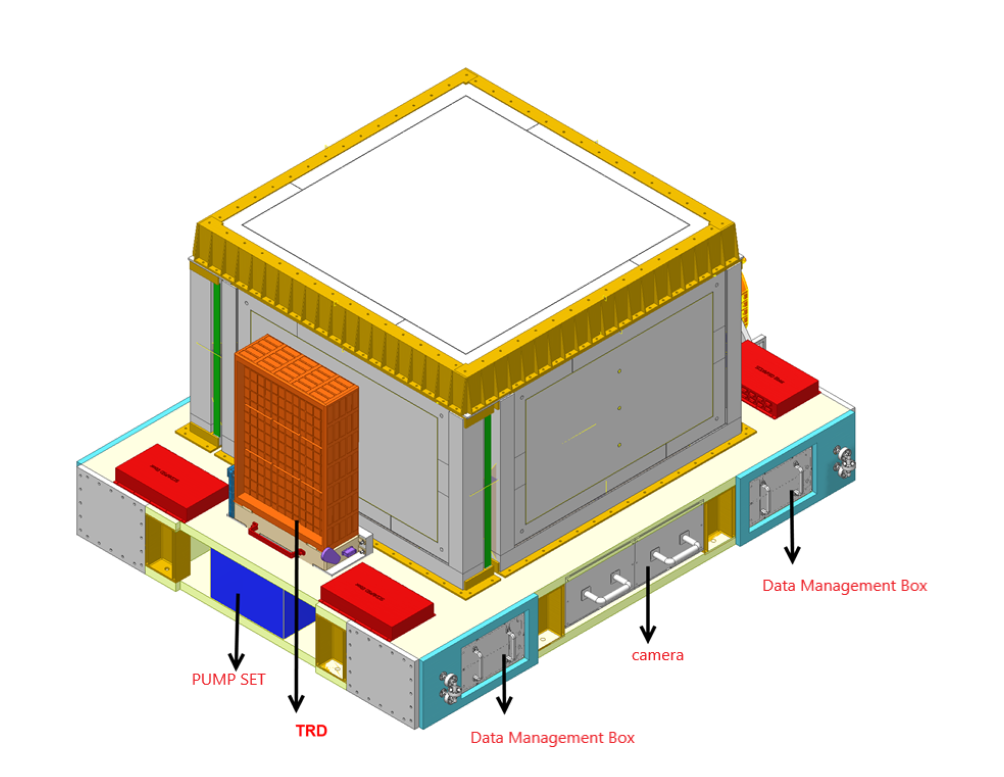 Data Management Box
camera
PUMP SET
TRD
Data Management Box